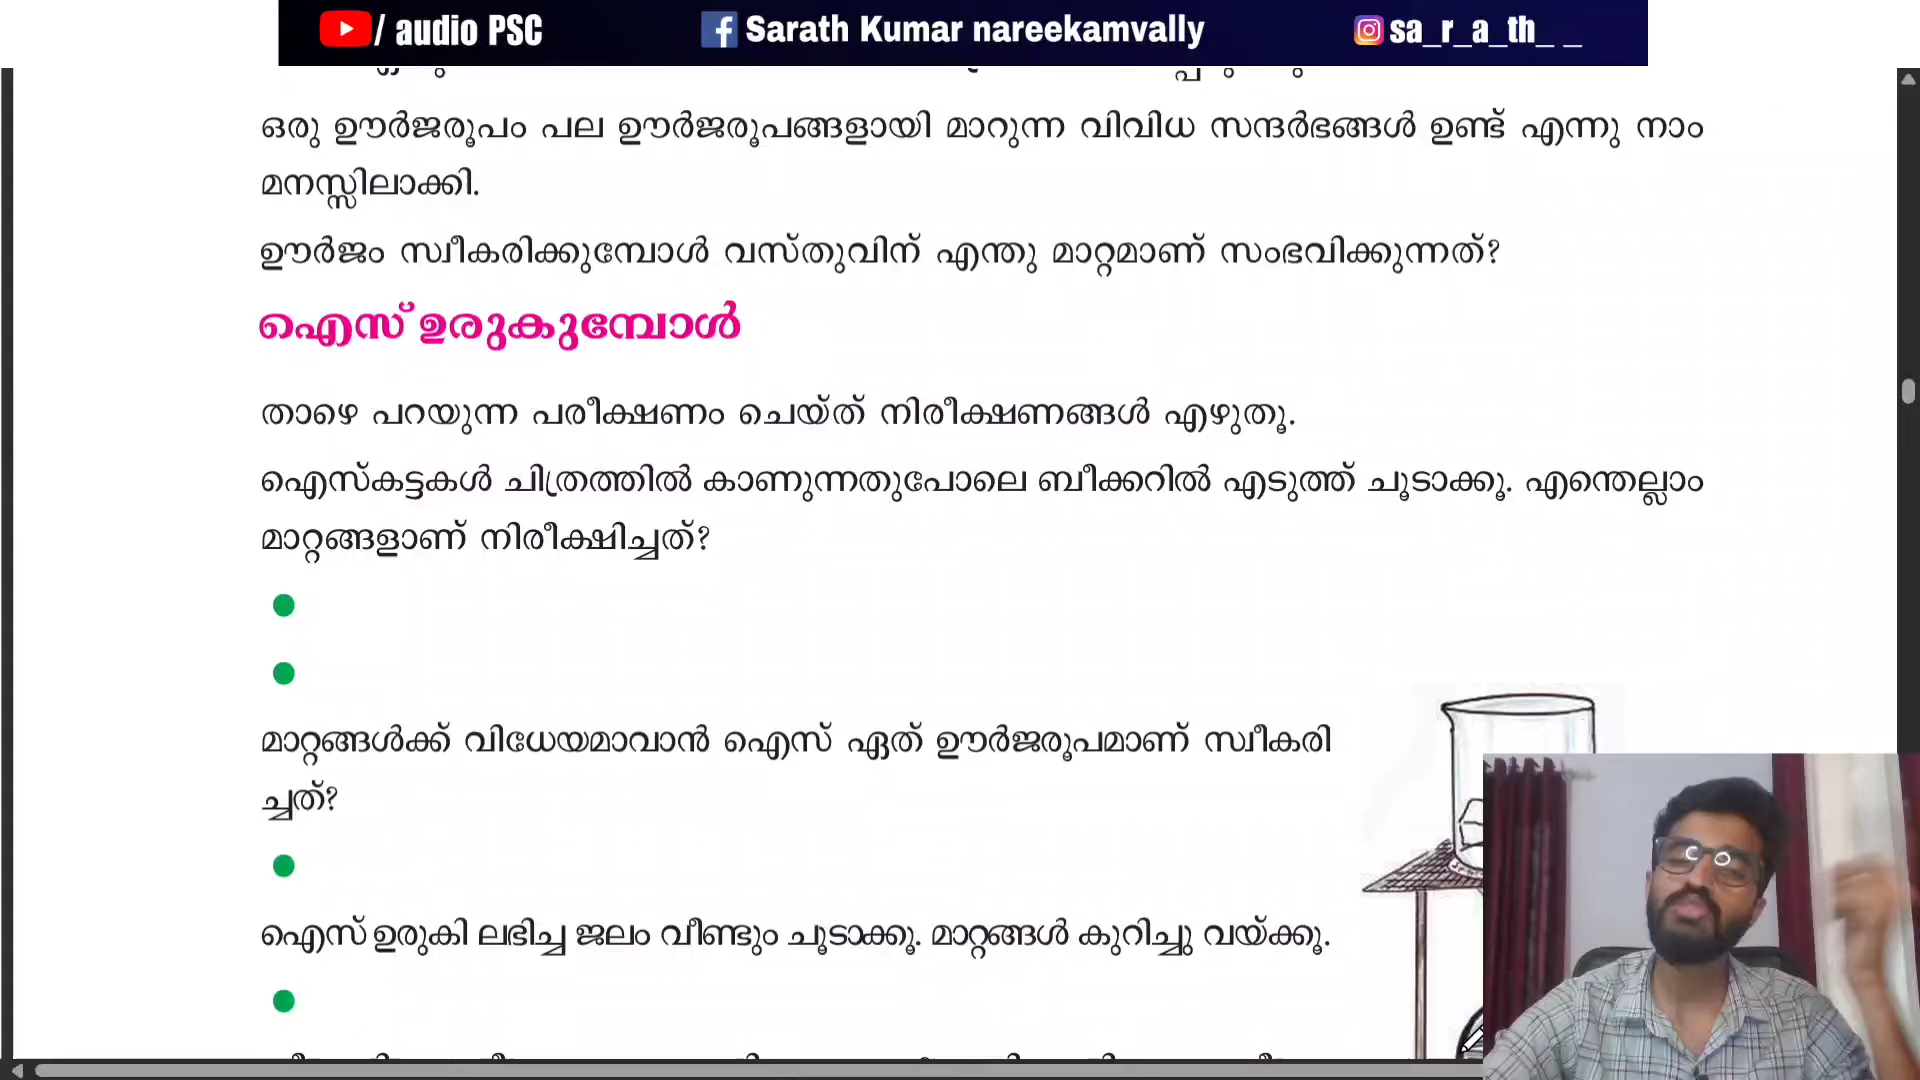 / audio PSC
Sarath Kumar nareekamvally
sa_r_a_th_ _
ഒരു ഊർജരൂപം പല ഊർജരൂപങ്ങളായി മാറുന്ന വിവിധ സന്ദർഭങ്ങൾ ഉണ്ട് എന്നു നാം
മനസ്സിലാക്കി.
ഊർജം സ്വീകരിക്കുമ്പോൾ വസ്തുവിന് എന്തു മാറ്റമാണ് സംഭവിക്കുന്നത്?
ഐസ് ഉരുകുമ്പോൾ
താഴെ പറയുന്ന പരീക്ഷണം ചെയ്ത് നിരീക്ഷണങ്ങൾ എഴുതൂ.
ഐസ്കട്ടകൾ ചിത്രത്തിൽ കാണുന്നതുപോലെ ബീക്കറിൽ എടുത്ത് ചൂടാക്കൂ. എന്തെല്ലാം
മാറ്റങ്ങളാണ് നിരീക്ഷിച്ചത്?
മാറ്റങ്ങൾക്ക് വിധേയമാവാൻ ഐസ് ഏത് ഊർജരൂപമാണ് സ്വീകരി
ച്ചത്?
ഐസ് ഉരുകി ലഭിച്ച ജലം വീണ്ടും ചൂടാക്കൂ. മാറ്റങ്ങൾ കുറിച്ചു വയ്ക്കൂ.